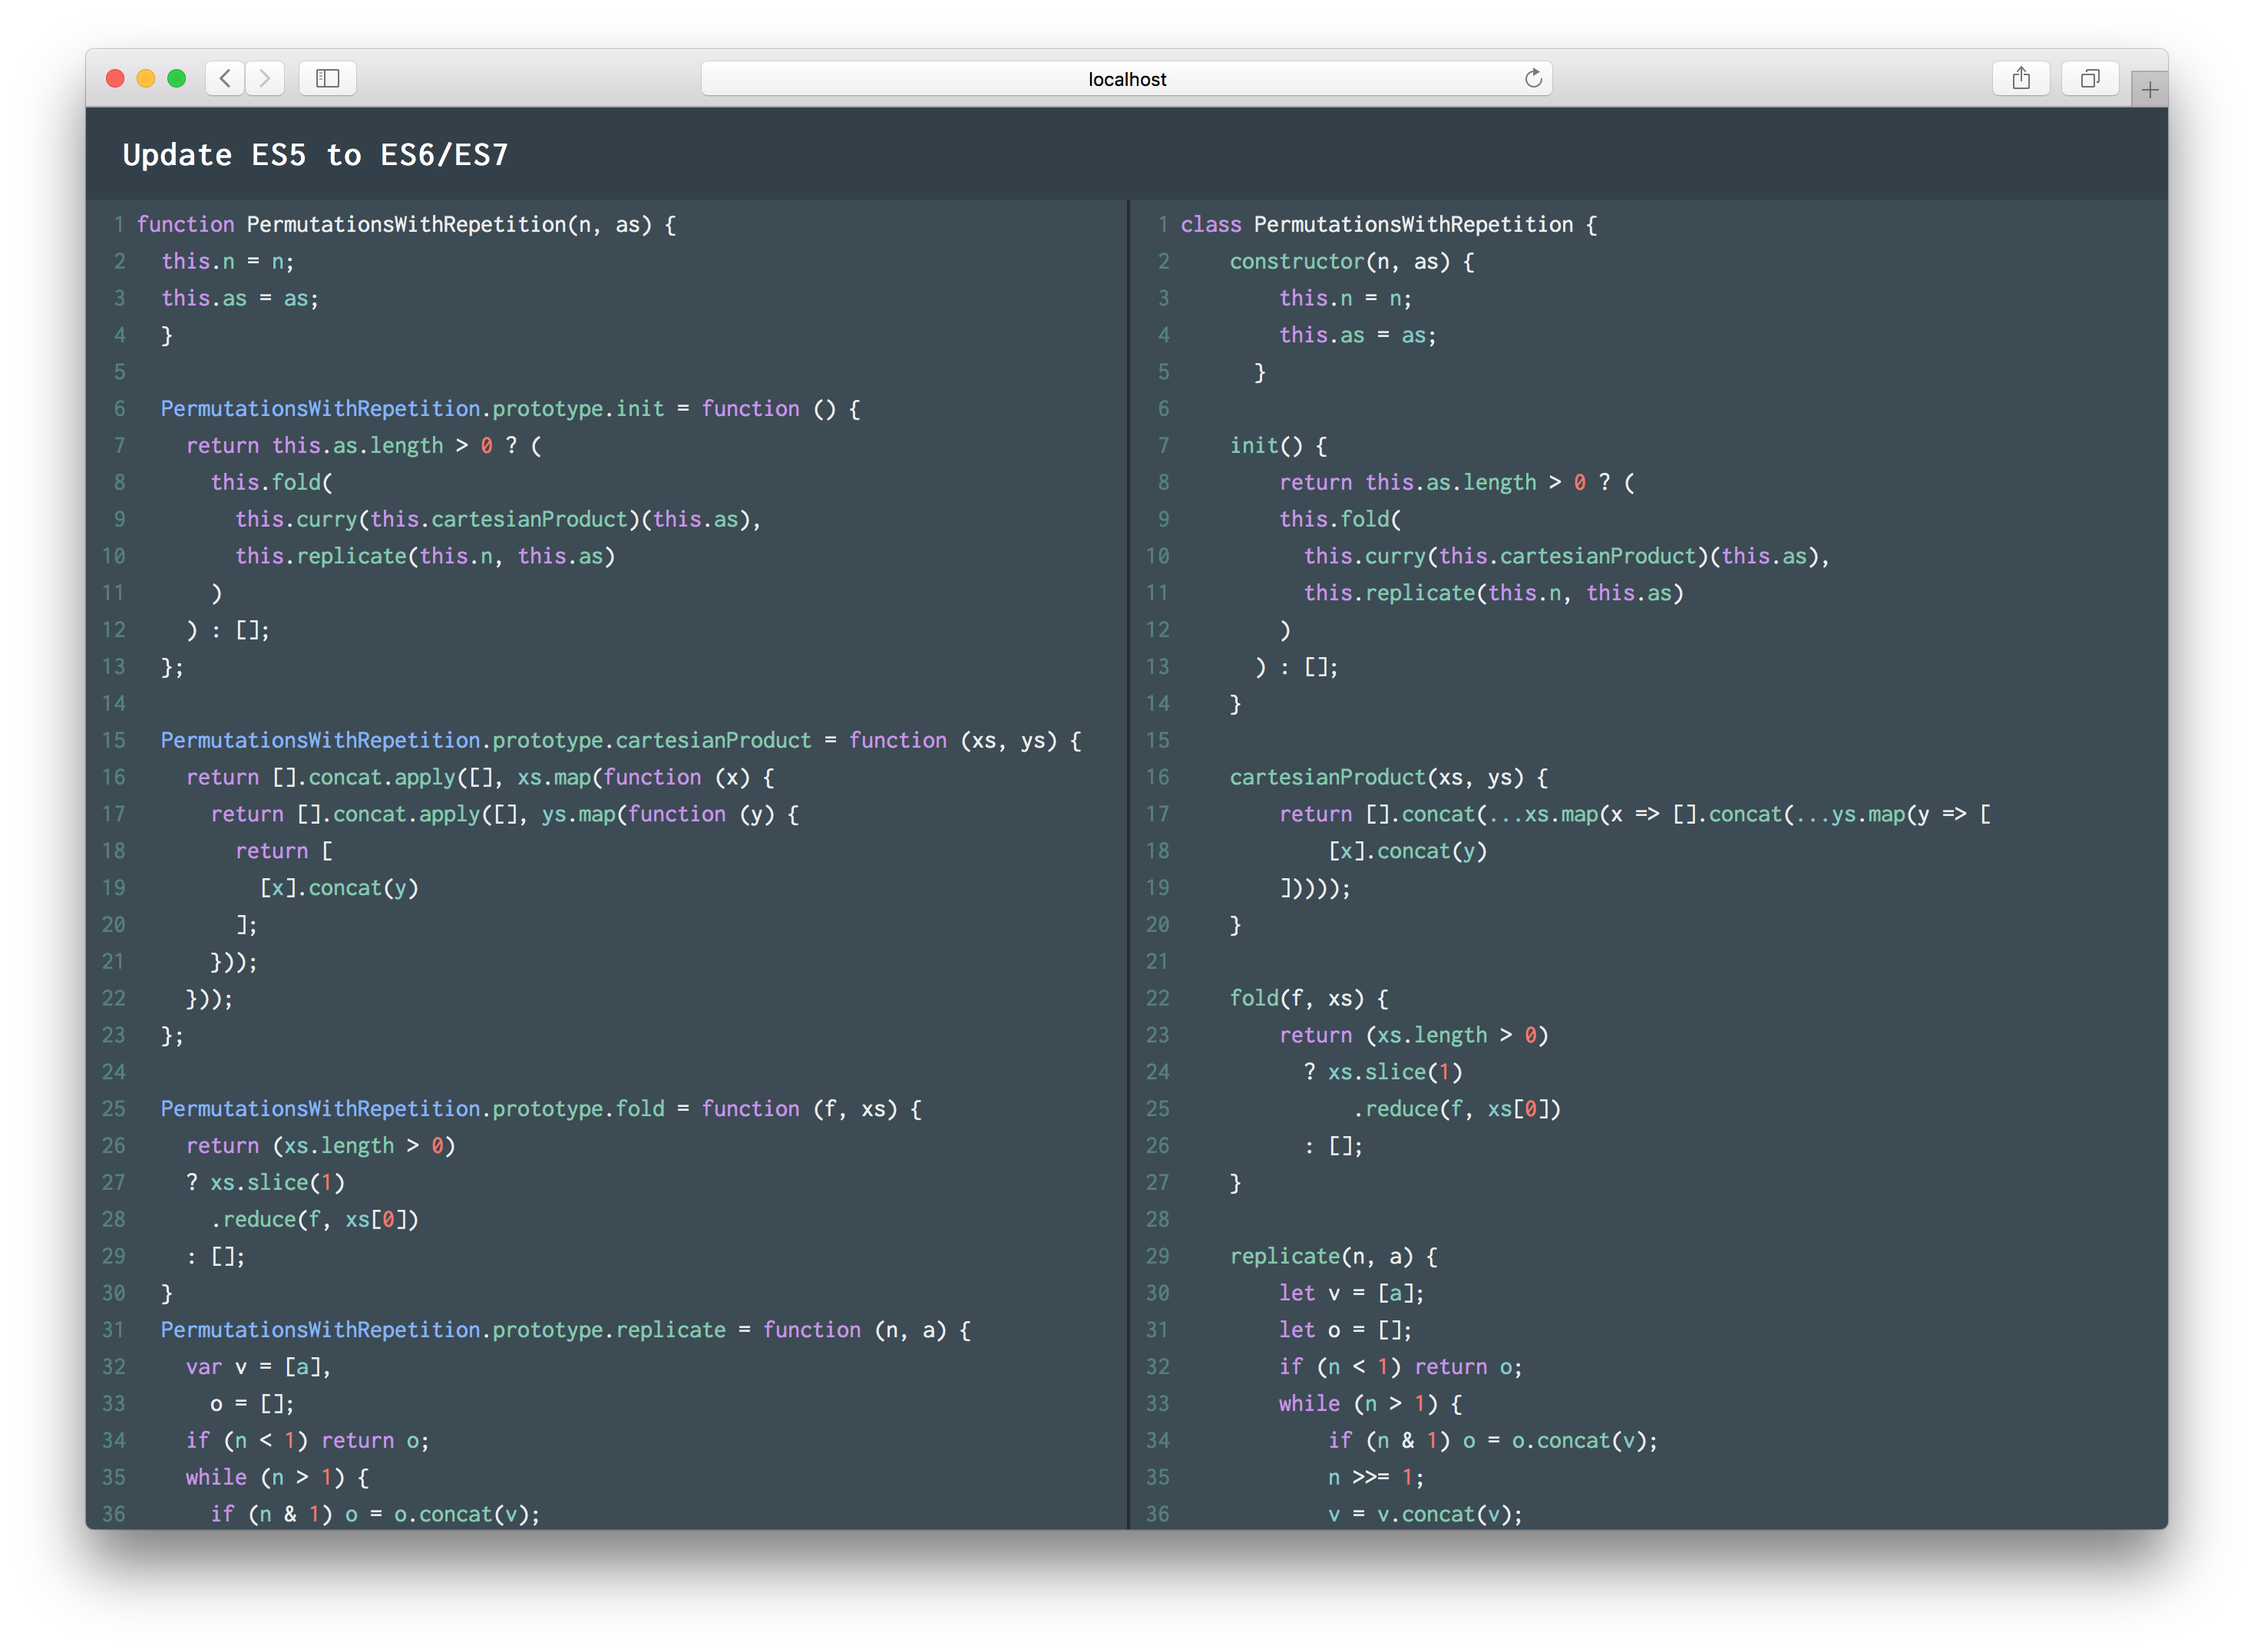 localhost
Update ES5 to ES6/ES7
1 function PermutationsWithRepetition(n, as) {
2   this.n = n;
3   this.as = as;
4   }
5
6   PermutationsWithRepetition.prototype.init = function () {
7     return this.as.length > 0 ? (
8       this.fold(
9         this.curry(this.cartesianProduct)(this.as),
10         this.replicate(this.n, this.as)
11       )
12     ) : [];
13   };
14
15   PermutationsWithRepetition.prototype.cartesianProduct = function (xs, ys) {
16     return [].concat.apply([], xs.map(function (x) {
17       return [].concat.apply([], ys.map(function (y) {
18         return [
19           [x].concat(y)
20         ];
21       }));
22     }));
23   };
24
25   PermutationsWithRepetition.prototype.fold = function (f, xs) {
26     return (xs.length > 0)
27     ? xs.slice(1)
28       .reduce(f, xs[0])
29     : [];
30   }
31   PermutationsWithRepetition.prototype.replicate = function (n, a) {
32     var v = [a],
33       o = [];
34     if (n < 1) return o;
35     while (n > 1) {
36       if (n & 1) o = o.concat(v);
1 class PermutationsWithRepetition {
2     constructor(n, as) {
3         this.n = n;
4         this.as = as;
5       }
6
7     init() {
8         return this.as.length > 0 ? (
9         this.fold(
10           this.curry(this.cartesianProduct)(this.as),
11           this.replicate(this.n, this.as)
12         )
13       ) : [];
14     }
15
16     cartesianProduct(xs, ys) {
17         return [].concat(...xs.map(x => [].concat(...ys.map(y => [
18             [x].concat(y)
19         ]))));
20     }
21
22     fold(f, xs) {
23         return (xs.length > 0)
24           ? xs.slice(1)
25               .reduce(f, xs[0])
26           : [];
27     }
28
29     replicate(n, a) {
30         let v = [a];
31         let o = [];
32         if (n < 1) return o;
33         while (n > 1) {
34             if (n & 1) o = o.concat(v);
35             n >>= 1;
36             v = v.concat(v);